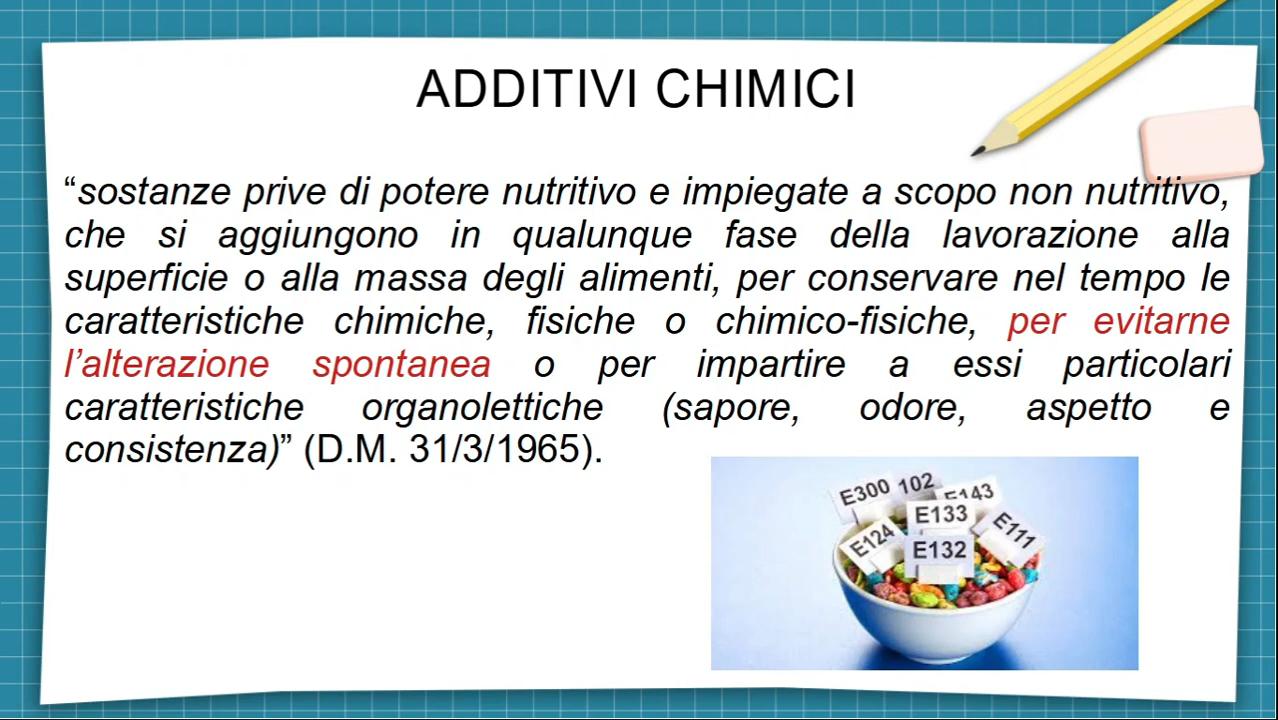 ADDITIVI CHIMICI
“sostanze prive di potere nutritivo e impiegate a scopo non nutritivo,
che si aggiungono in qualunque fase della lavorazione alla
superficie o alla massa degli alimenti, per conservare nel tempo le
caratteristiche chimiche, fisiche o chimico-fisiche, per evitarne
l’alterazione spontanea o per impartire a essi particolari
caratteristiche organolettiche (sapore, odore, aspetto e
consistenza)” (D.M. 31/3/1965).
E300 102 E143
E133
E124 E111
E132